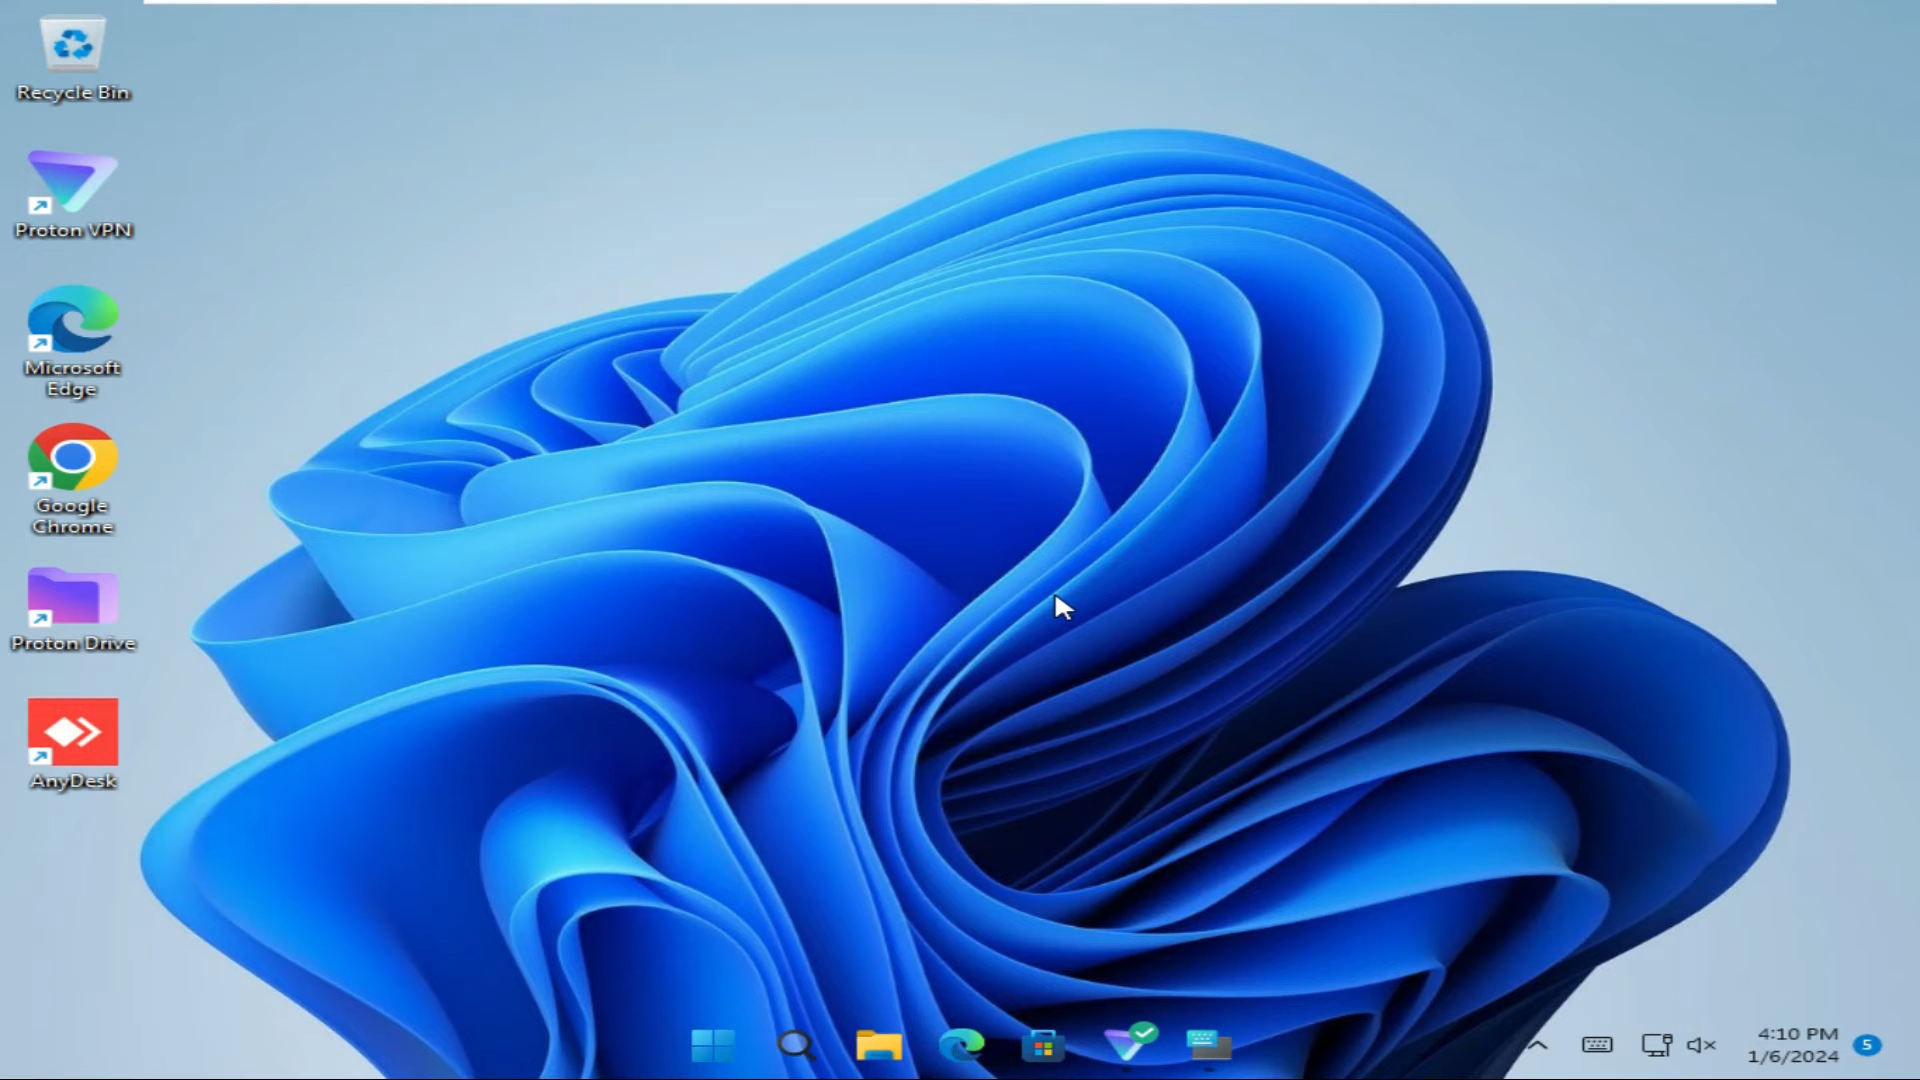 Recycle Bin
Proton VPN
Microsoft
Edge
Google
Chrome
Proton Drive
AnyDesk
4:10 PM
1/6/2024
5